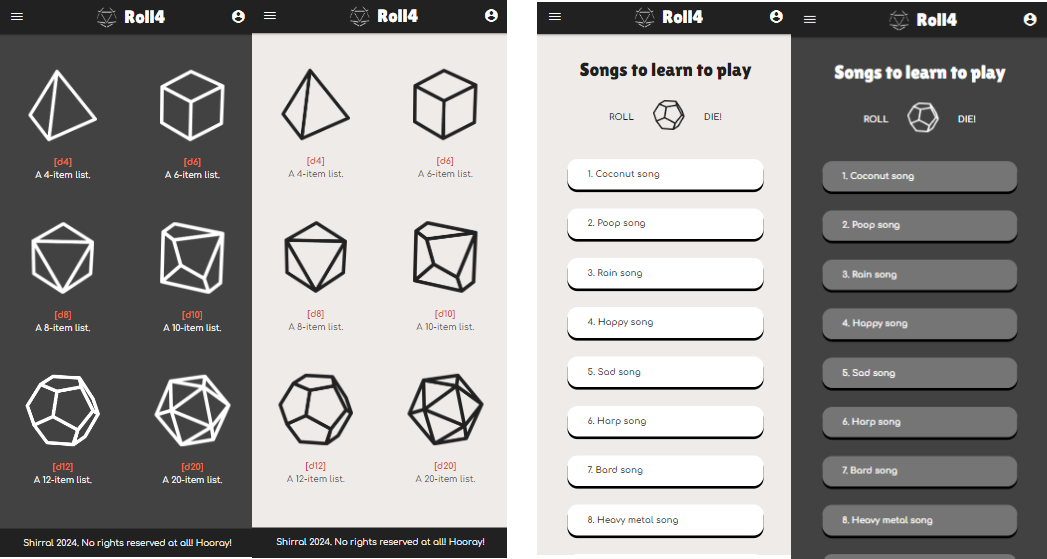 Roll4
[d4]
A 4-item list.
[d6]
A 6-item list.
[d8]
A 8-item list.
[d10]
A 10-item list.
[d12]
A 12-item list.
[d20]
A 20-item list.
Shirral 2024. No rights reserved at all! Hooray!
Roll4
[d4]
A 4-item list.
[d6]
A 6-item list.
[d8]
A 8-item list.
[d10]
A 10-item list.
[d12]
A 12-item list.
[d20]
A 20-item list.
Shirral 2024. No rights reserved at all! Hooray!
Roll4
Songs to learn to play
ROLL DIE!
1. Coconut song
2. Poop song
3. Rain song
4. Happy song
5. Sad song
6. Harp song
7. Bard song
8. Heavy metal song
Roll4
Songs to learn to play
ROLL DIE!
1. Coconut song
2. Poop song
3. Rain song
4. Happy song
5. Sad song
6. Harp song
7. Bard song
8. Heavy metal song